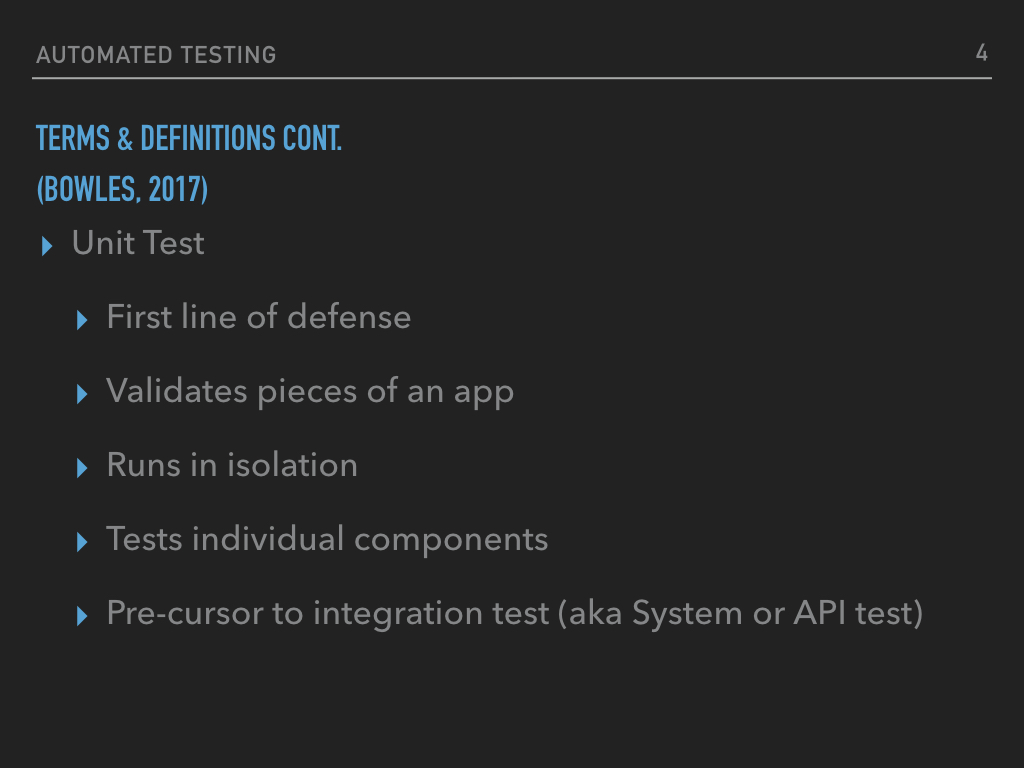 AUTOMATED TESTING
4
TERMS & DEFINITIONS CONT.
(BOWLES, 2017)
Unit Test
First line of defense
Validates pieces of an app
Runs in isolation
Tests individual components
Pre-cursor to integration test (aka System or API test)